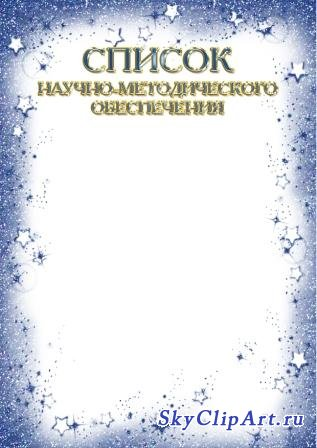 СПИСОК
НАУЧНО-МЕТОДИЧЕСКОГО
ОБЕСПЕЧЕНИЯ
SkyClipArt.ru